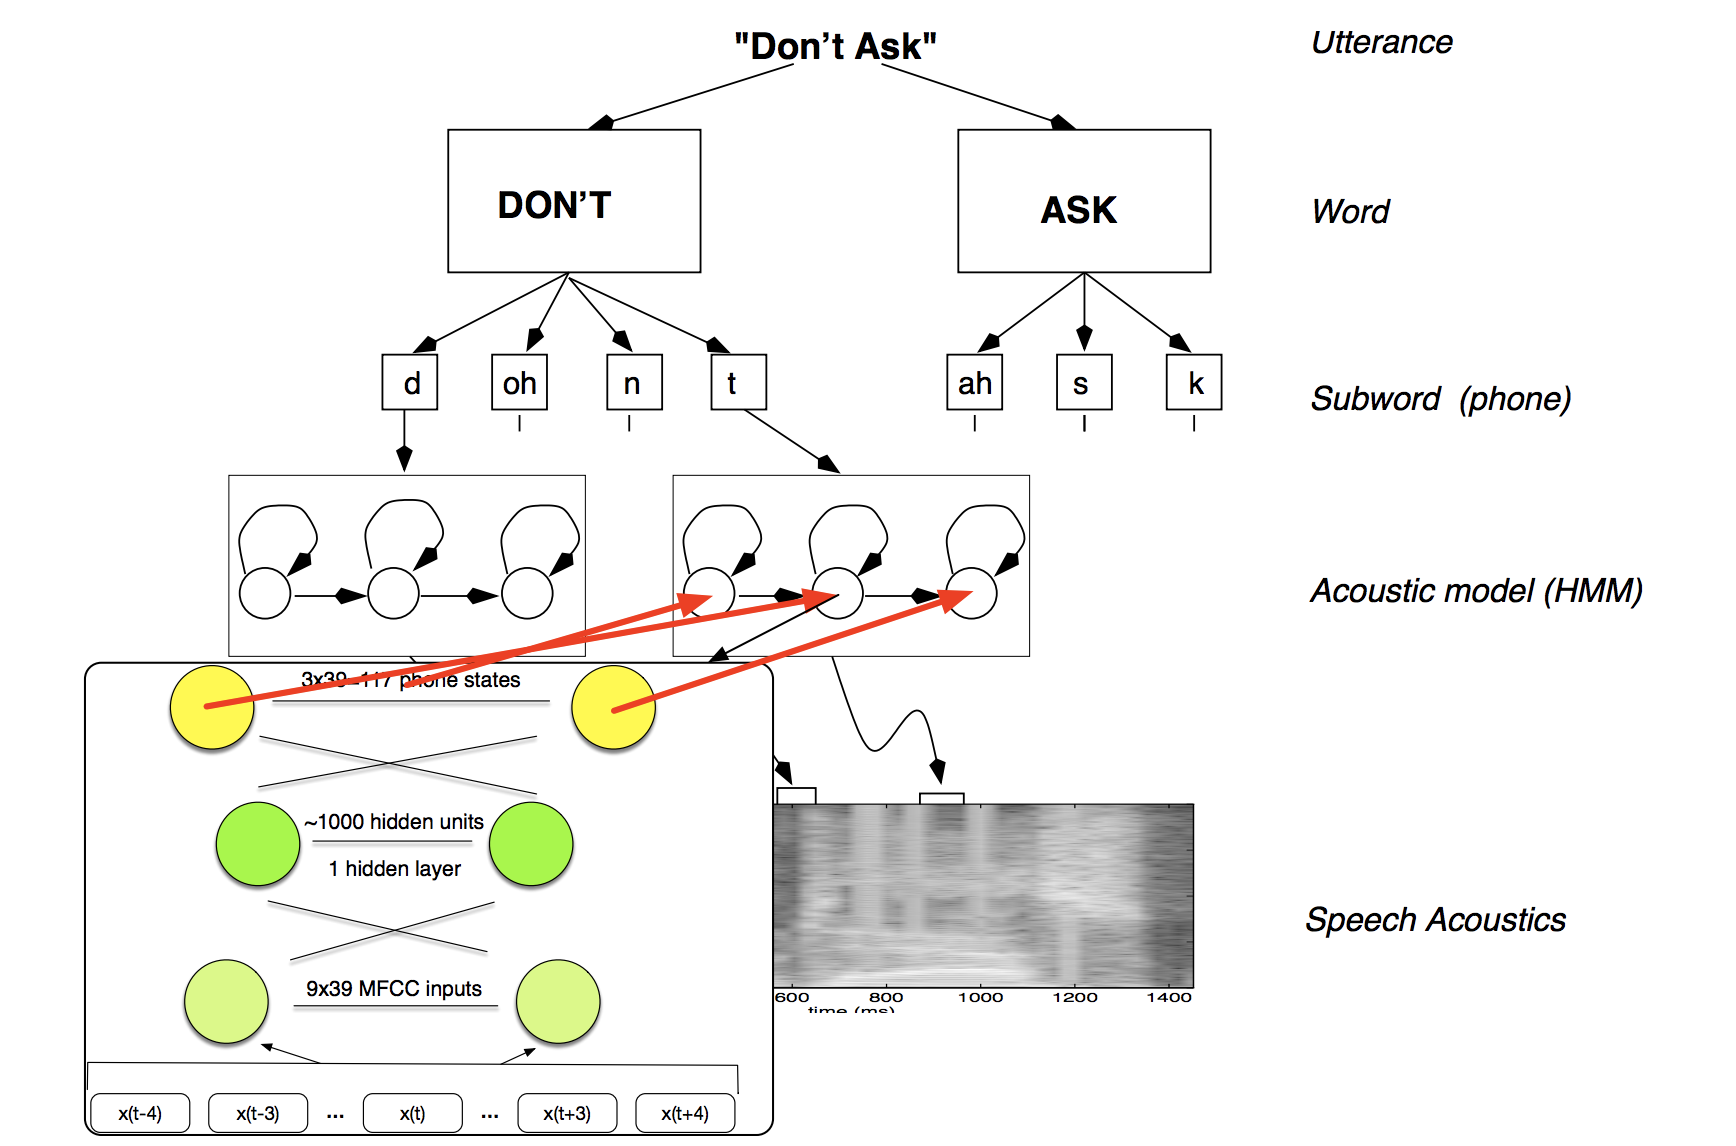 "Don't Ask"
Utterance
DON'T
ASK
Word
d
oh
n
t
ah
s
k
Subword (phone)
Acoustic model (HMM)
3x39=117 phone states
~1000 hidden units
1 hidden layer
9x39 MFCC inputs
x(t-4)
x(t-3)
...
x(t)
...
x(t+3)
x(t+4)
600
800
1000
1200
1400
time (ms)
Speech Acoustics